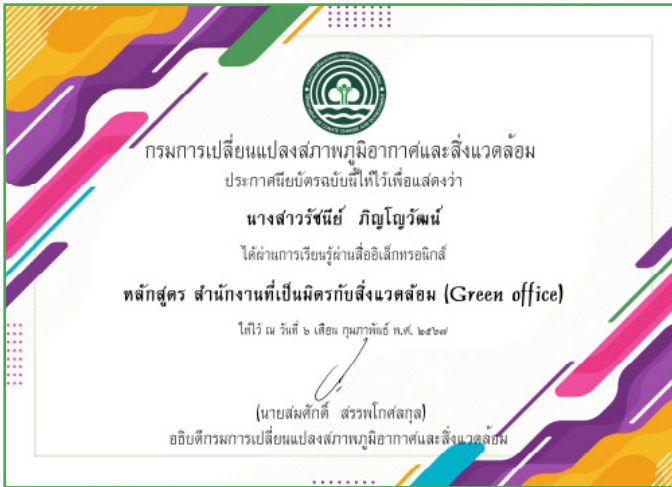 กรมการเปลี่ยนแปลงสภาพภูมิอากาศและสิ่งแวดล้อม
ประกาศนียบัตรฉบับนี้ให้ไว้เพื่อแสดงว่า
นางสาวรัชนีย์ ภิญโญวัฒน์
ได้ผ่านการเรียนรู้ผ่านสื่ออิเล็กทรอนิกส์
หลักสูตร สำนักงานที่เป็นมิตรกับสิ่งแวดล้อม (Green office)
ให้ไว้ ณ วันที่ ๖ เดือน กุมภาพันธ์ พ.ศ. ๒๕๖๗
(นายสมศักดิ์ สรรพโกศลกุล)
อธิบดีกรมการเปลี่ยนแปลงสภาพภูมิอากาศและสิ่งแวดล้อม